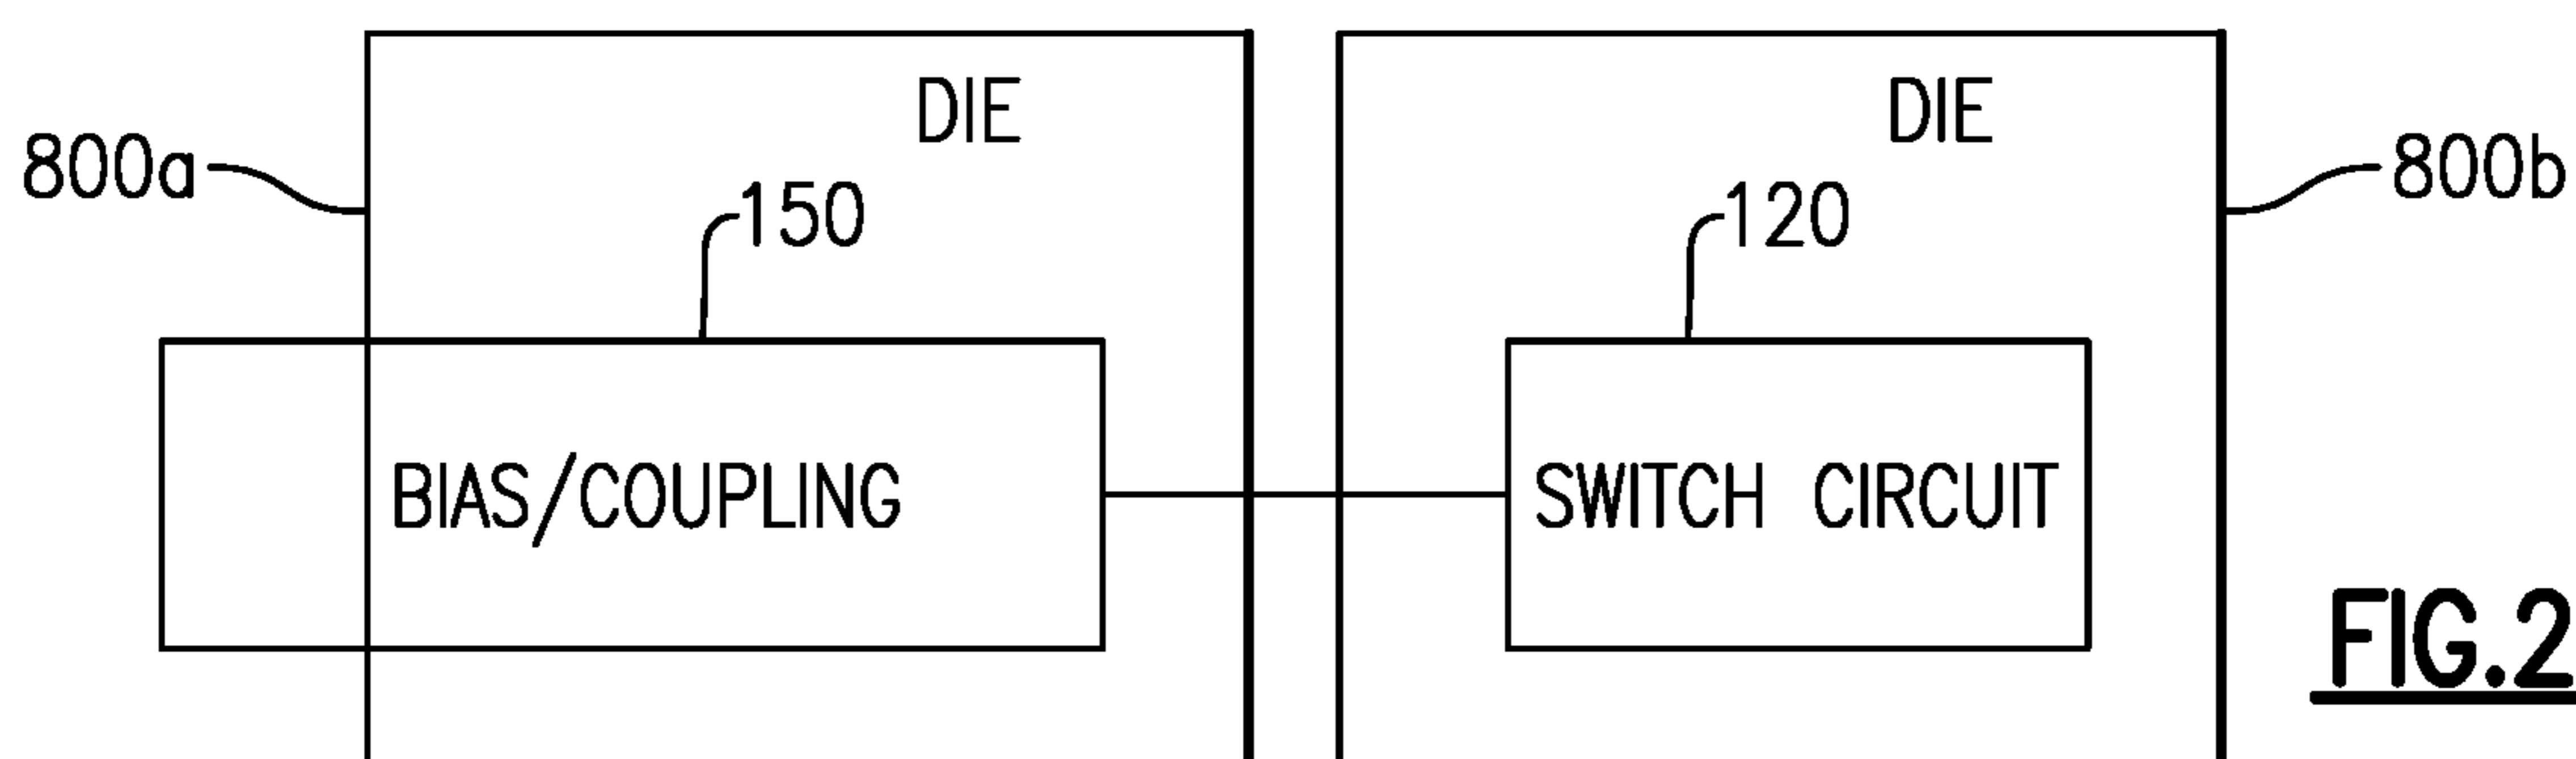 DIE
DIE
800a
800b
150
120
BIAS/COUPLING
SWITCH CIRCUIT
FIG.2